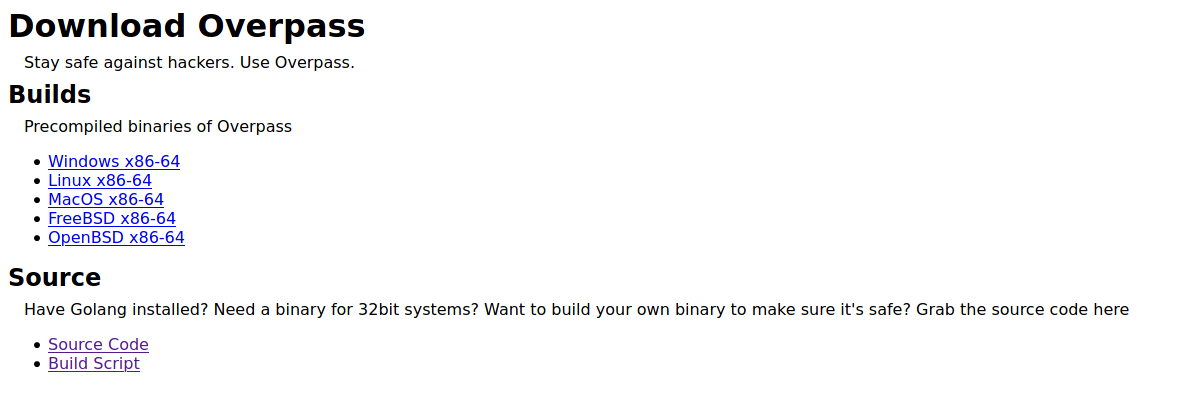 Download Overpass
Stay safe against hackers. Use Overpass.
Builds
Precompiled binaries of Overpass
Windows x86-64
Linux x86-64
MacOS x86-64
FreeBSD x86-64
OpenBSD x86-64
Source
Have Golang installed? Need a binary for 32bit systems? Want to build your own binary to make sure it's safe? Grab the source code here
Source Code
Build Script